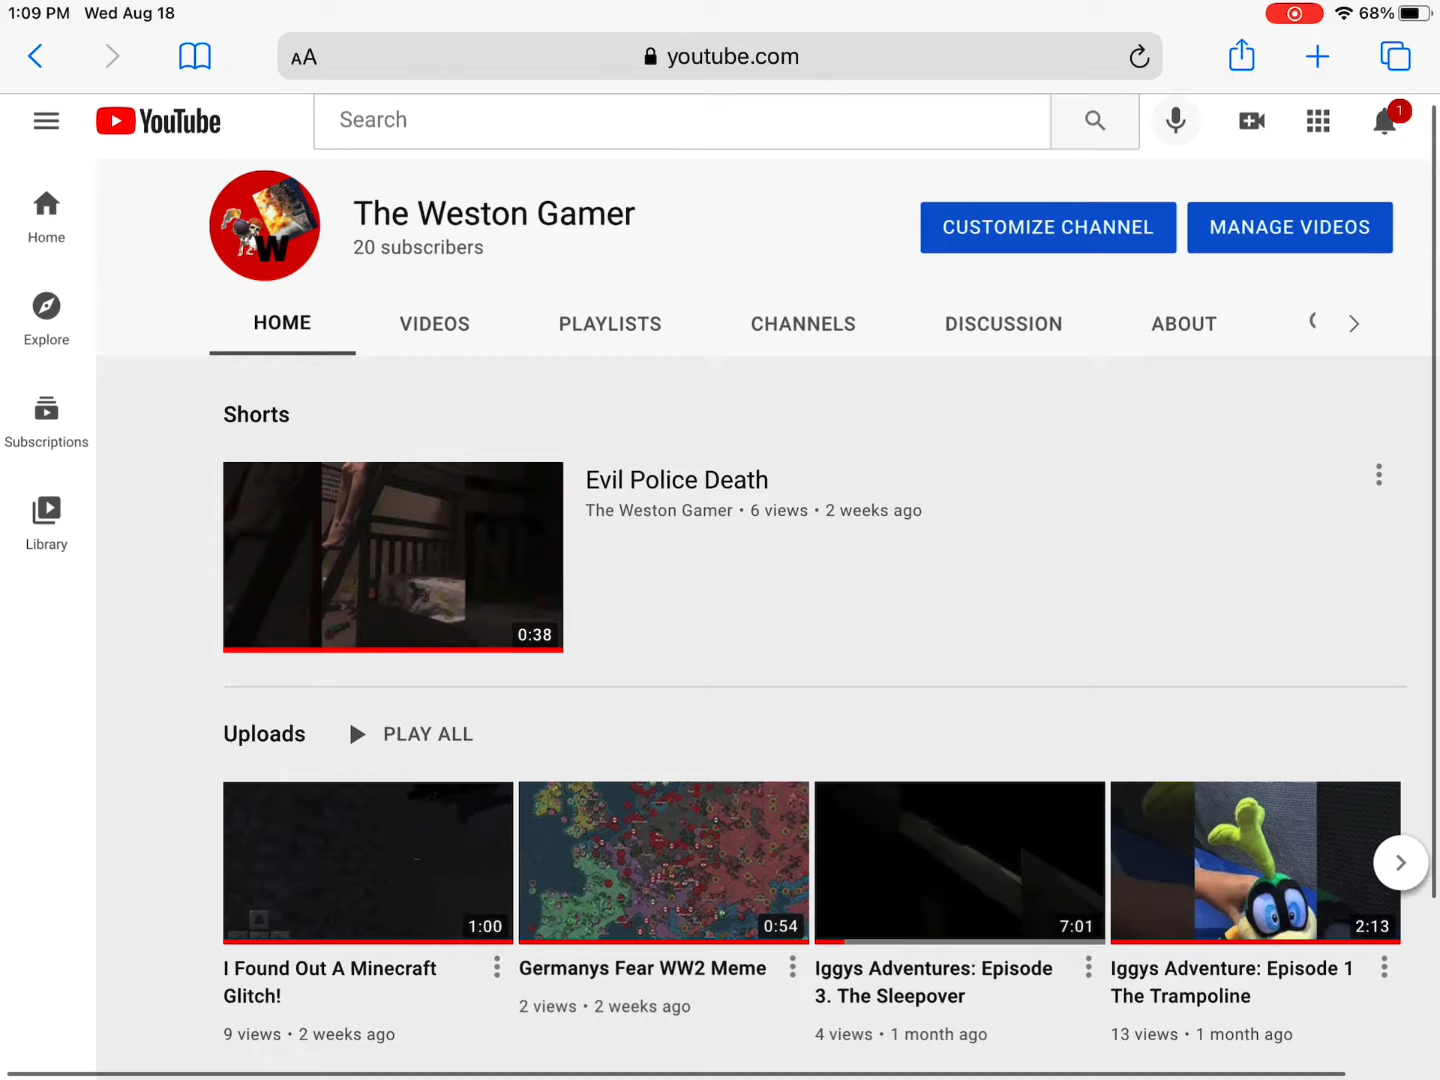 1:09 PM Wed Aug 18
68%
AA
youtube.com
YouTube
Search
1
W
The Weston Gamer
20 subscribers
CUSTOMIZE CHANNEL
MANAGE VIDEOS
Home
Explore
Subscriptions
Library
HOME
VIDEOS
PLAYLISTS
CHANNELS
DISCUSSION
ABOUT
Shorts
0:38
Evil Police Death
The Weston Gamer • 6 views • 2 weeks ago
Uploads
PLAY ALL
1:00
0:54
7:01
2:13
I Found Out A Minecraft
Glitch!
9 views • 2 weeks ago
Germanys Fear WW2 Meme
2 views • 2 weeks ago
Iggys Adventures: Episode
3. The Sleepover
4 views • 1 month ago
Iggys Adventure: Episode 1
The Trampoline
13 views • 1 month ago